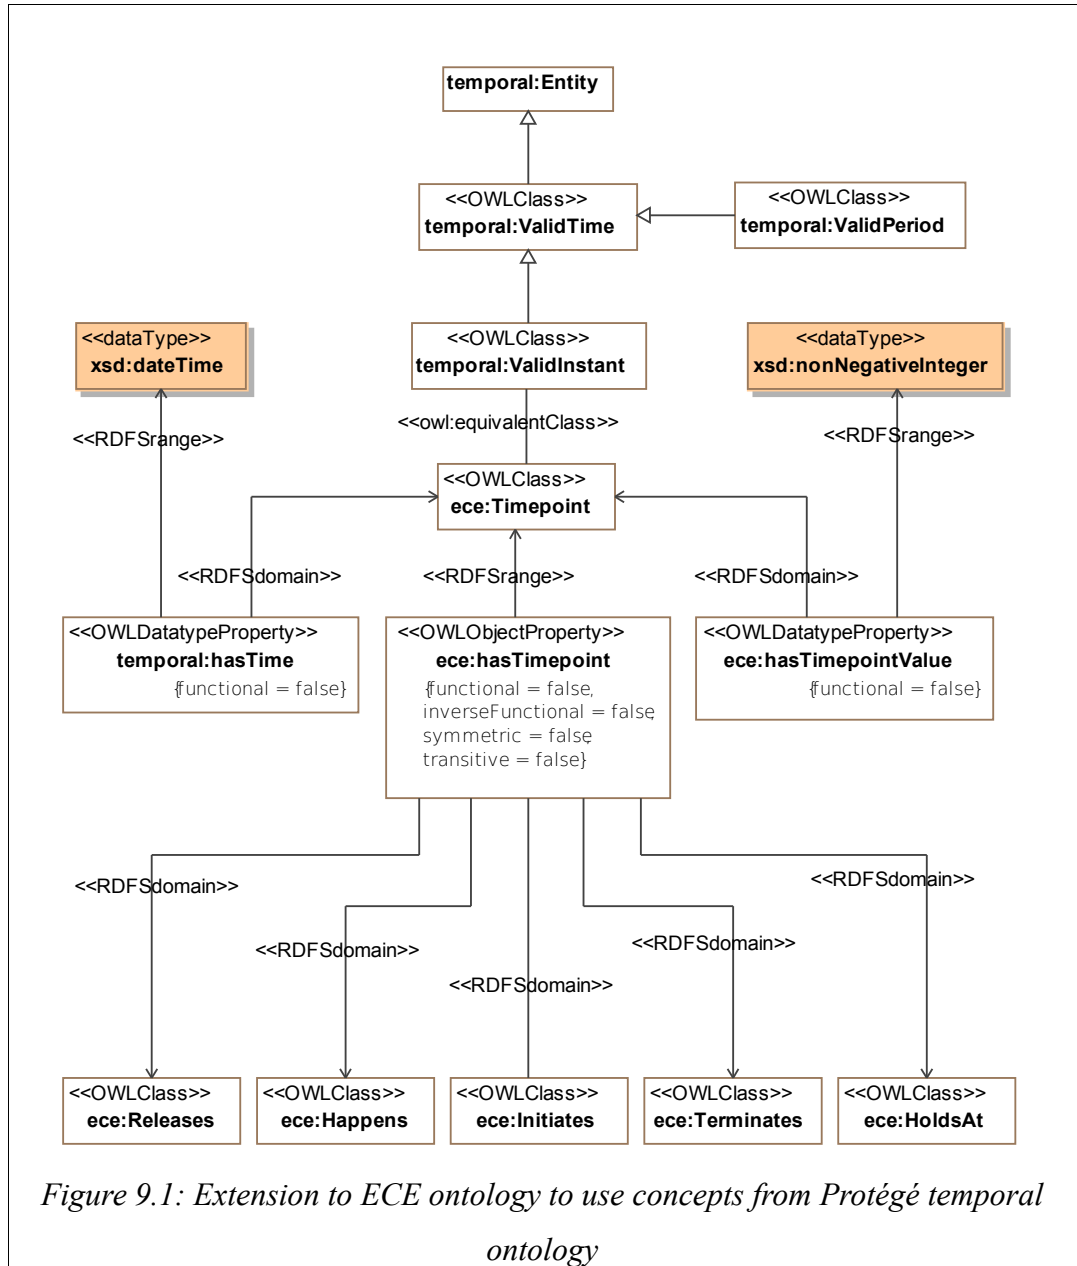 temporal:Entity
<<OWLClass>>
temporal:ValidTime
<<OWLClass>>
temporal:ValidPeriod
<<dataType>>
xsd:dateTime
<<OWLClass>>
temporal:ValidInstant
<<dataType>>
xsd:nonNegativeInteger
<<RDFSrange>>
<<owl:equivalentClass>>
<<RDFSrange>>
<<OWLClass>>
ece:Timepoint
<<RDFSdomain>>
<<RDFSrange>>
<<RDFSdomain>>
<<OWLDatatypeProperty>>
temporal:hasTime
{functional = false}
<<OWLObjectProperty>>
ece:hasTimepoint
{functional = false,
inverseFunctional = false,
symmetric = false,
transitive = false}
<<OWLDatatypeProperty>>
ece:hasTimepointValue
{functional = false}
<<RDFSdomain>>
<<RDFSdomain>>
<<RDFSdomain>>
<<RDFSdomain>>
<<RDFSdomain>>
<<OWLClass>>
ece:Releases
<<OWLClass>>
ece:Happens
<<OWLClass>>
ece:Initiates
<<OWLClass>>
ece:Terminates
<<OWLClass>>
ece:HoldsAt
Figure 9.1: Extension to ECE ontology to use concepts from Protégé temporal
ontology